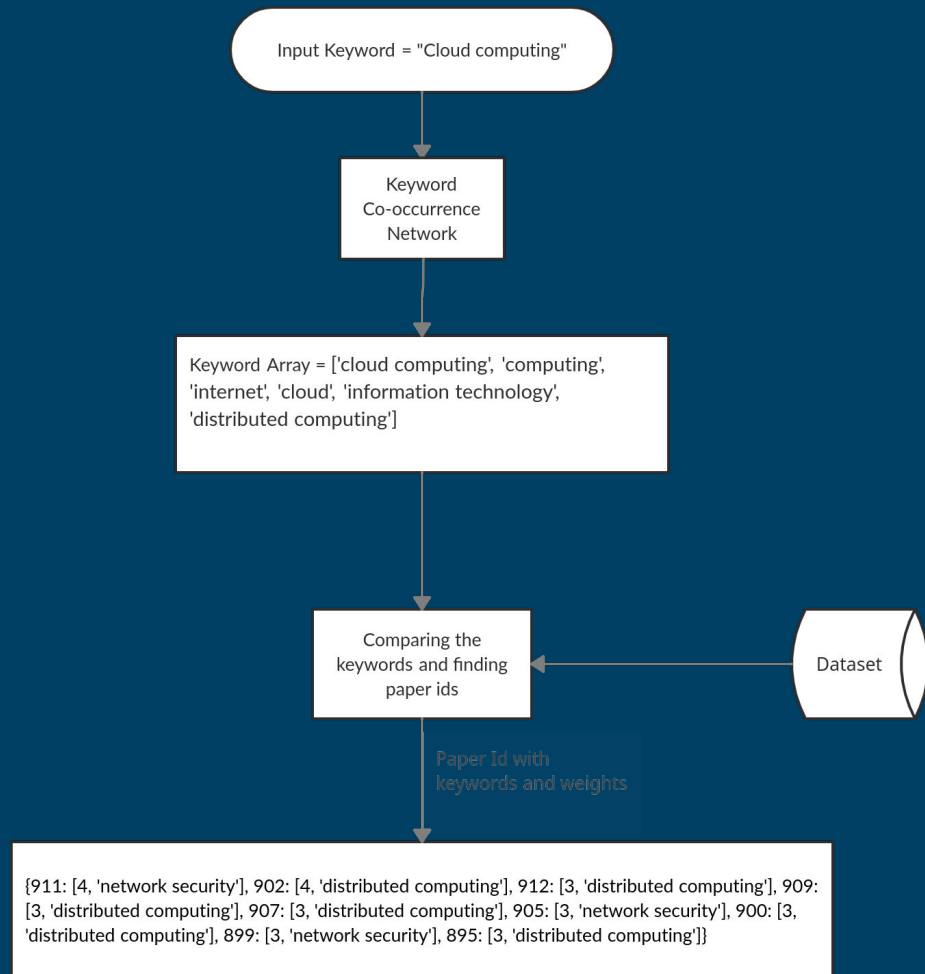 Input Keyword = "Cloud computing"
Keyword
Co-occurrence
Network
Keyword Array = ['cloud computing', 'computing',
'internet', 'cloud', 'information technology',
'distributed computing']
Comparing the
keywords and finding
paper ids
Dataset
Paper Id with
keywords and weights
{911: [4, 'network security'], 902: [4, 'distributed computing'], 912: [3, 'distributed computing'], 909:
[3, 'distributed computing'], 907: [3, 'distributed computing'], 905: [3, 'network security'], 900: [3,
'distributed computing'], 899: [3, 'network security'], 895: [3, 'distributed computing']}